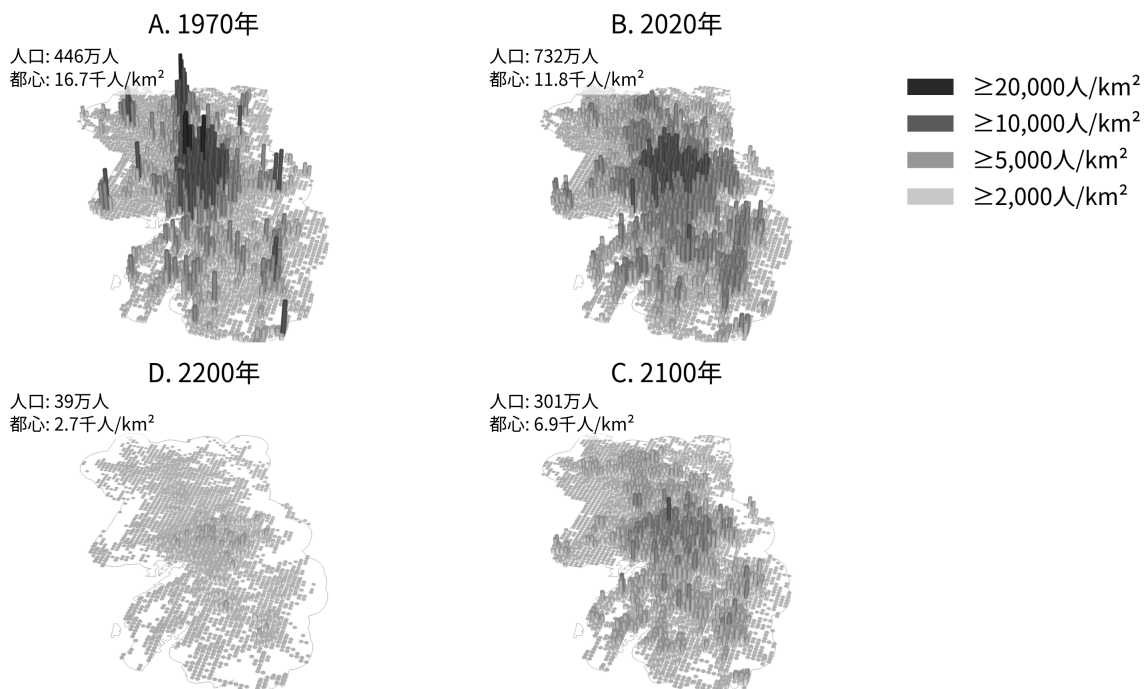 A. 1970年
人口: 446万人
都心: 16.7千人/km²
B. 2020年
人口: 732万人
都心: 11.8千人/km²
≥20,000人/km²
≥10,000人/km²
≥5,000人/km²
≥2,000人/km²
D. 2200年
人口: 39万人
都心: 2.7千人/km²
C. 2100年
人口: 301万人
都心: 6.9千人/km²